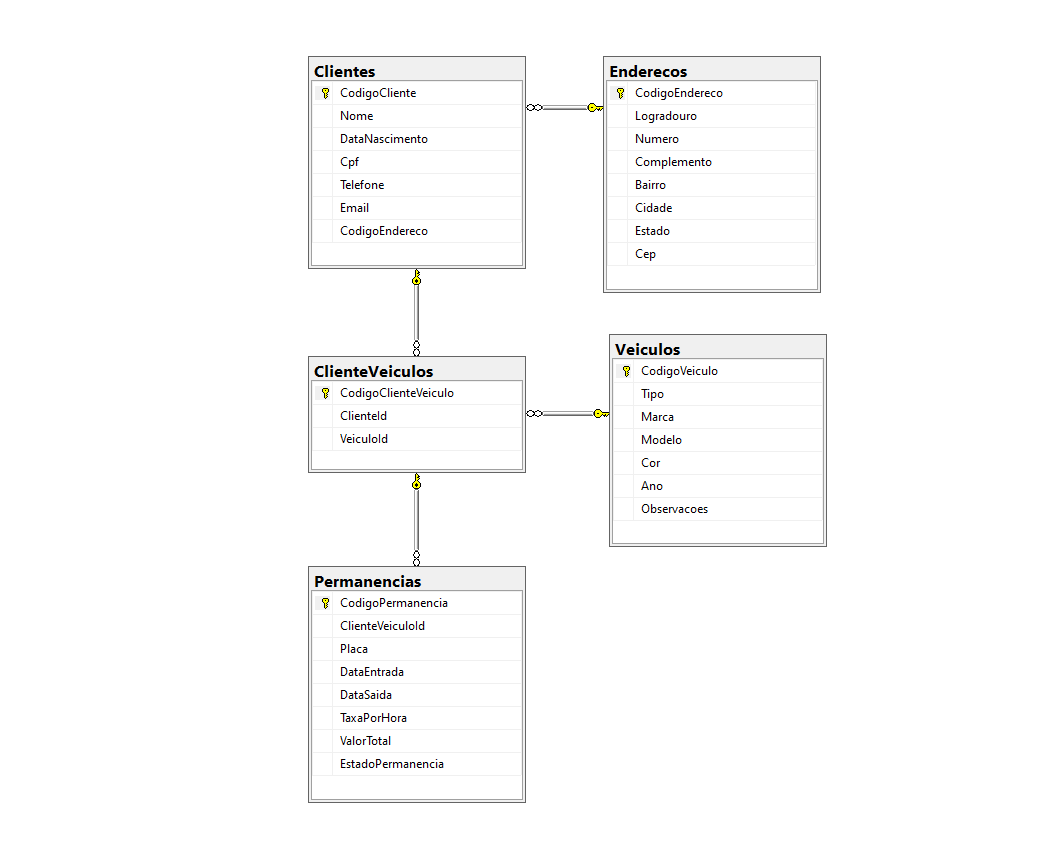 Clientes
CodigoCliente
Nome
DataNascimento
Cpf
Telefone
Email
CodigoEndereco
Enderecos
CodigoEndereco
Logradouro
Numero
Complemento
Bairro
Cidade
Estado
Cep
ClienteVeiculos
CodigoClienteVeiculo
ClienteId
VeiculoId
Veiculos
CodigoVeiculo
Tipo
Marca
Modelo
Cor
Ano
Observacoes
Permanencias
CodigoPermanencia
ClienteVeiculoId
Placa
DataEntrada
DataSaida
TaxaPorHora
ValorTotal
EstadoPermanencia